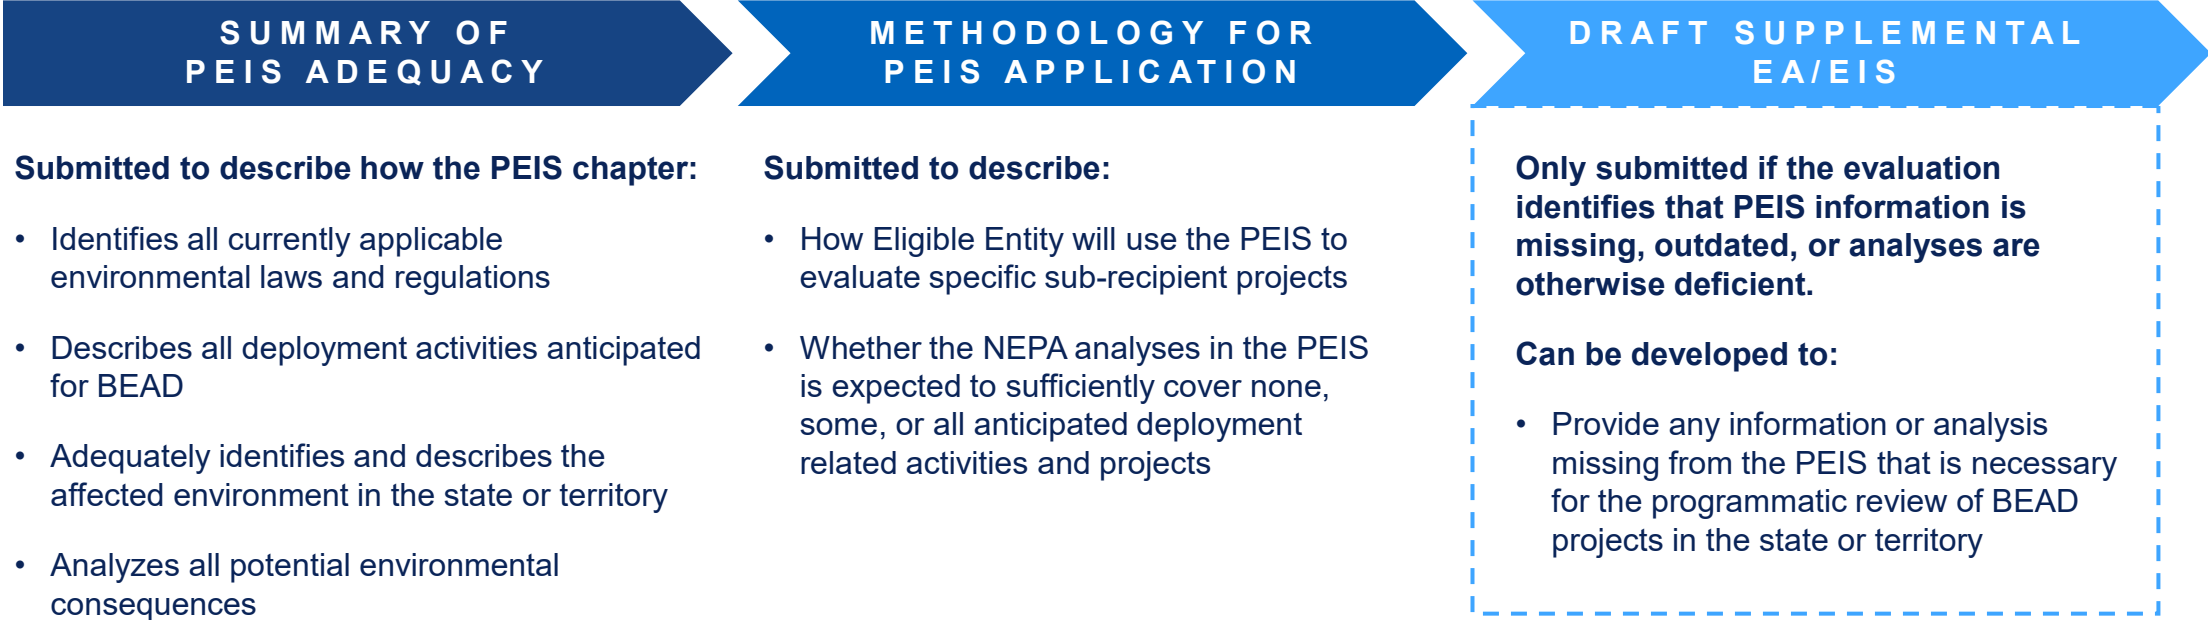 SUMMARY OF
PEIS ADEQUACY
Submitted to describe how the PEIS chapter:
• Identifies all currently applicable
environmental laws and regulations
• Describes all deployment activities anticipated
for BEAD
• Adequately identifies and describes the
affected environment in the state or territory
• Analyzes all potential environmental
consequences
METHODOLOGY FOR
PEIS APPLICATION
Submitted to describe:
• How Eligible Entity will use the PEIS to
evaluate specific sub-recipient projects
• Whether the NEPA analyses in the PEIS
is expected to sufficiently cover none,
some, or all anticipated deployment
related activities and projects
DRAFT SUPPLEMENTAL
EA/EIS
Only submitted if the evaluation
identifies that PEIS information is
missing, outdated, or analyses are
otherwise deficient.
Can be developed to:
• Provide any information or analysis
missing from the PEIS that is necessary
for the programmatic review of BEAD
projects in the state or territory